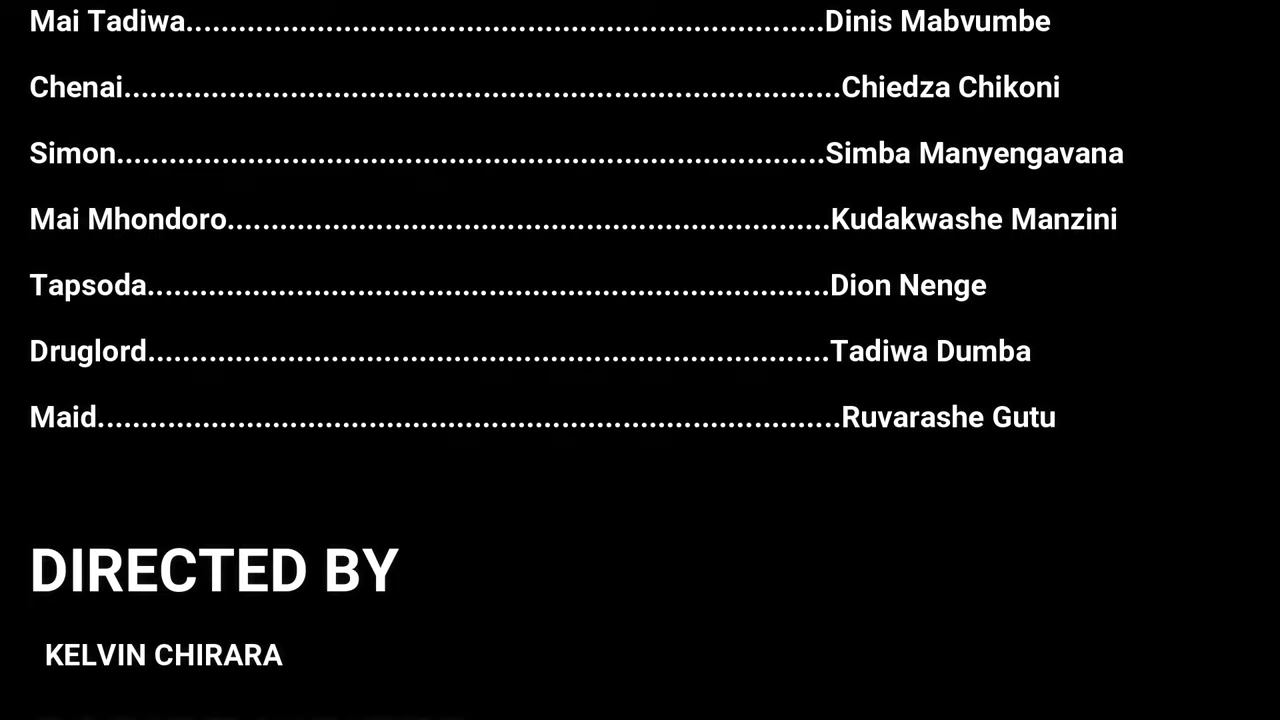 Mai Tadiwa.........................................................................Dinis Mabvumbe
Chenai..................................................................................Chiedza Chikoni
Simon.................................................................................Simba Manyengavana
Mai Mhondoro.....................................................................Kudakwashe Manzini
Tapsoda..............................................................................Dion Nenge
Druglord..............................................................................Tadiwa Dumba
Maid.....................................................................................Ruvarashe Gutu
DIRECTED BY
KELVIN CHIRARA